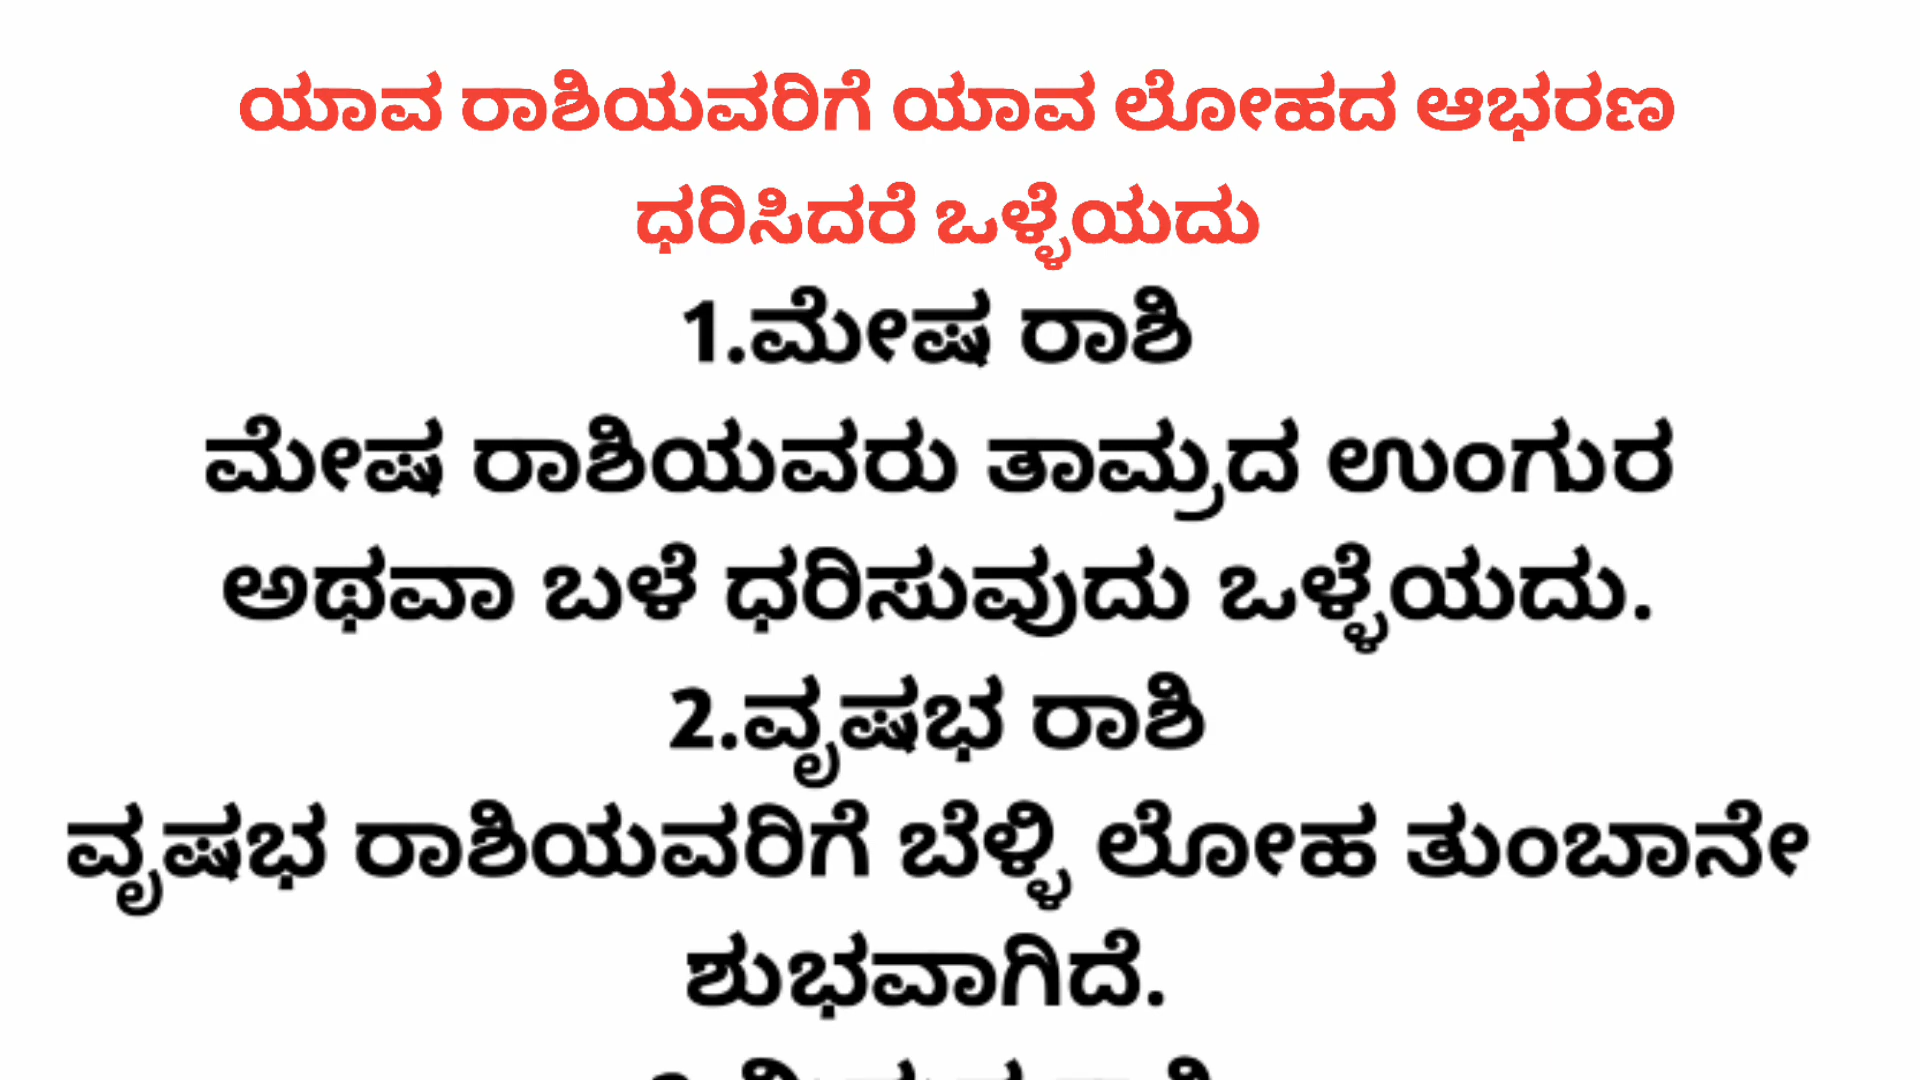 ಯಾವ ರಾಶಿಯವರಿಗೆ ಯಾವ ಲೋಹದ ಆಭರಣ
ಧರಿಸಿದರೆ ಒಳ್ಳೆಯದು
1.ಮೇಷ ರಾಶಿ
ಮೇಷ ರಾಶಿಯವರು ತಾಮ್ರದ ಉಂಗುರ
ಅಥವಾ ಬಳೆ ಧರಿಸುವುದು ಒಳ್ಳೆಯದು.
2.ವೃಷಭ ರಾಶಿ
ವೃಷಭ ರಾಶಿಯವರಿಗೆ ಬೆಳ್ಳಿ ಲೋಹ ತುಂಬಾನೇ
ಶುಭವಾಗಿದೆ.